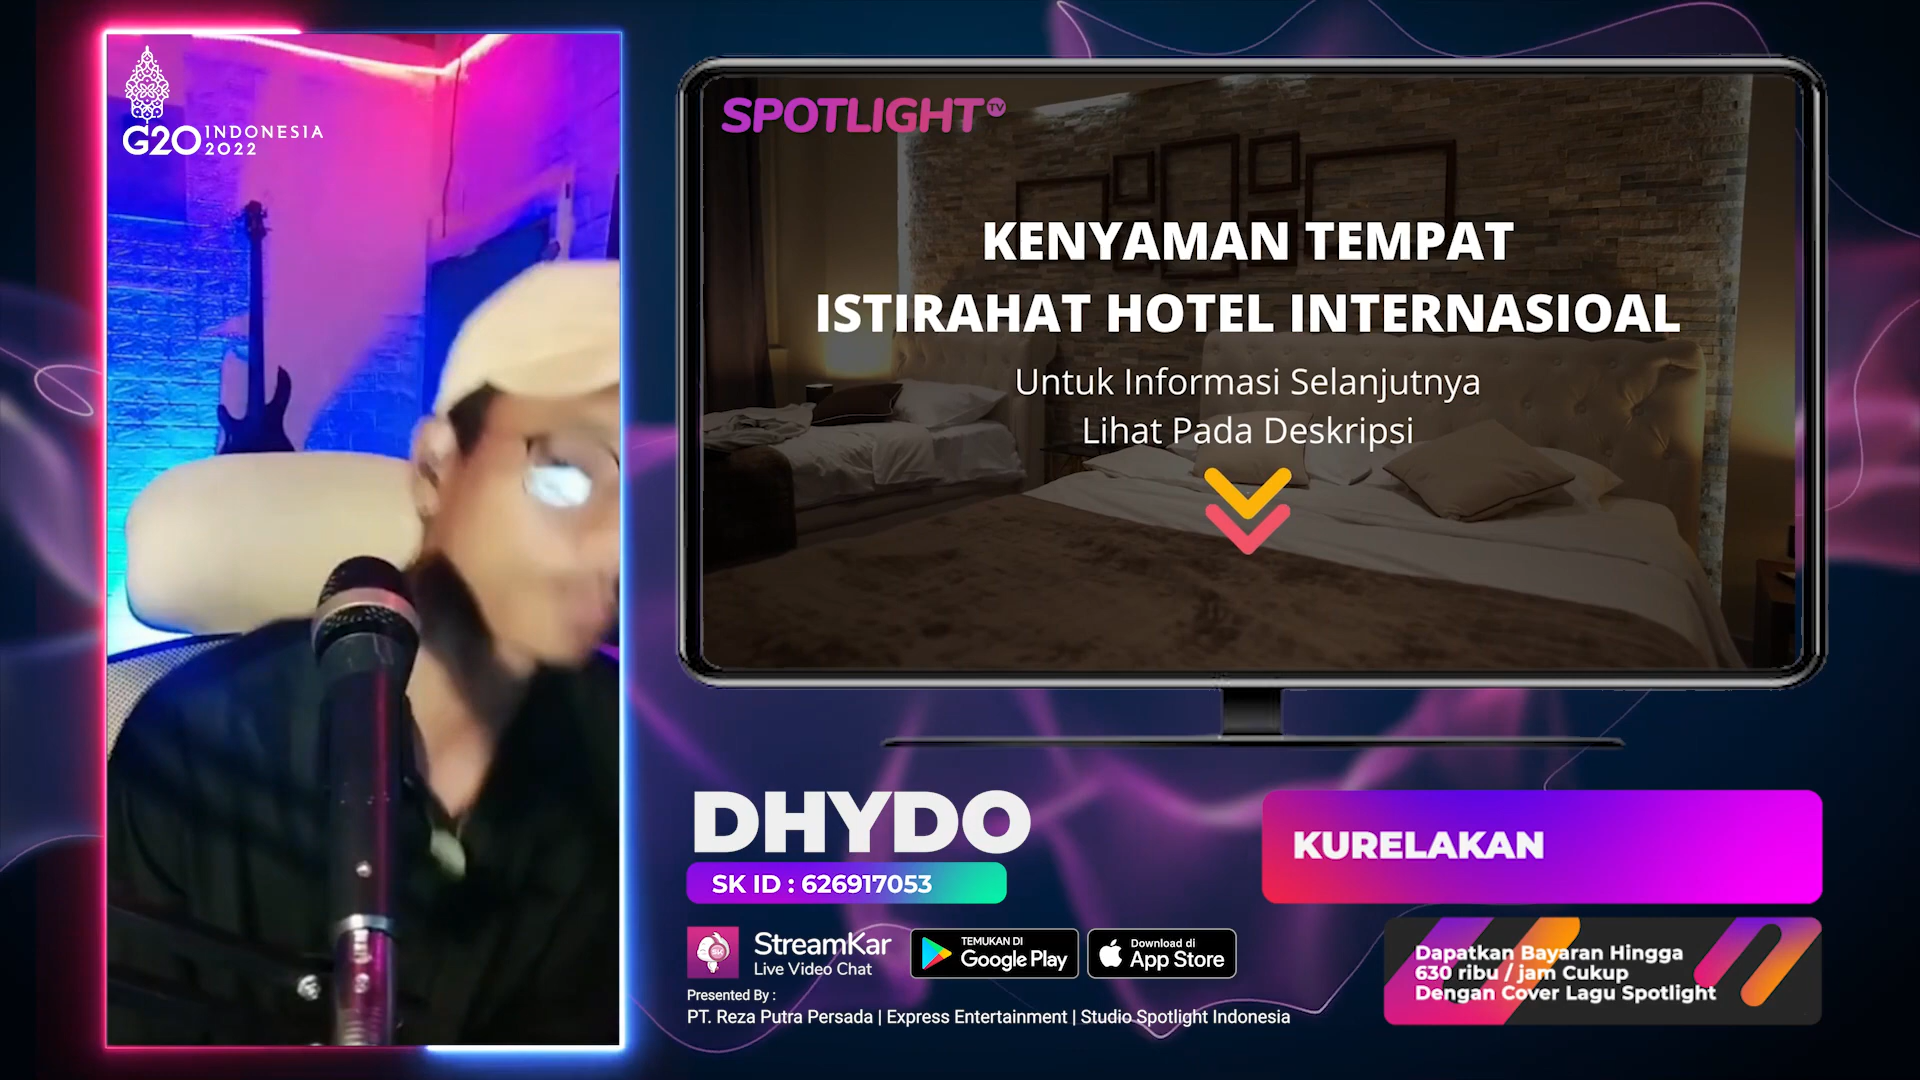 G20 INDONESIA
2022
SPOTLIGHT TV
KENYAMAN TEMPAT
ISTIRAHAT HOTEL INTERNASIOAL
Untuk Informasi Selanjutnya
Lihat Pada Deskripsi
DHYDO
SK ID : 626917053
KURELAKAN
SK
StreamKar
Live Video Chat
TEMUKAN DI
Google Play
Download di
App Store
Dapatkan Bayaran Hingga
630 ribu / jam Cukup
Dengan Cover Lagu Spotlight
Presented By :
PT. Reza Putra Persada | Express Entertainment | Studio Spotlight Indonesia